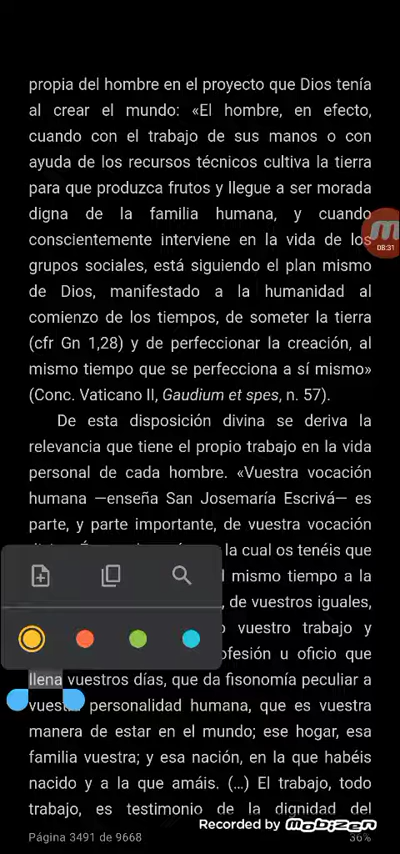 propia del hombre en el proyecto que Dios tenía
al crear el mundo: «El hombre, en efecto,
cuando con el trabajo de sus manos o con
ayuda de los recursos técnicos cultiva la tierra
para que produzca frutos y llegue a ser morada
digna de la familia humana, y cuando
conscientemente interviene en la vida de los
grupos sociales, está siguiendo el plan mismo
de Dios, manifestado a la humanidad al
comienzo de los tiempos, de someter la tierra
(cfr Gn 1,28) y de perfeccionar la creación, al
mismo tiempo que se perfecciona a sí mismo»
(Conc. Vaticano II, Gaudium et spes, n. 57).
De esta disposición divina se deriva la
relevancia que tiene el propio trabajo en la vida
personal de cada hombre. «Vuestra vocación
humana —enseña San Josemaría Escrivá— es
parte, y parte importante, de vuestra vocación
la cual os tenéis que
mismo tiempo a la
de vuestros iguales,
vuestro trabajo y
ofesión u oficio que
llena vuestros días, que da fisonomía peculiar a
vuestra personalidad humana, que es vuestra
manera de estar en el mundo; ese hogar, esa
familia vuestra; y esa nación, en la que habéis
nacido y a la que amáis. (...) El trabajo, todo
trabajo, es testimonio de la dignidad del
Página 3491 de 9668
36%
08:31
Recorded by
mobizen